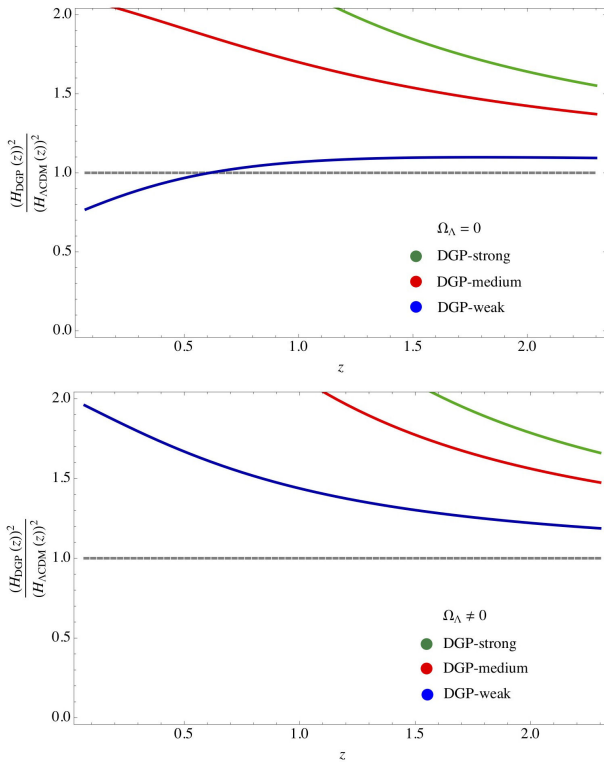 2.0
1.5
1.0
0.5
0.0
(H_DGP (z))²
(H_ΛCDM (z))²
Ω_Λ = 0
DGP-strong
DGP-medium
DGP-weak
0.5 1.0 1.5 2.0
z
2.0
1.5
1.0
0.5
0.0
(H_DGP (z))²
(H_ΛCDM (z))²
Ω_Λ ≠ 0
DGP-strong
DGP-medium
DGP-weak
0.5 1.0 1.5 2.0
z